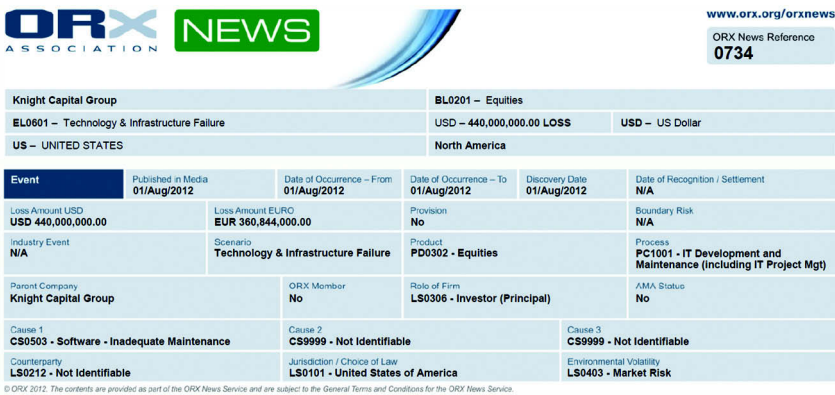 ORX
ASSOCIATION
NEWS
www.orx.org/orxnews
ORX News Reference
0734
Knight Capital Group
BL0201 – Equities
EL0601 – Technology & Infrastructure Failure
USD – 440,000,000.00 LOSS
USD – US Dollar
US – UNITED STATES
North America
Event
Published in Media
01/Aug/2012
Date of Occurrence – From
01/Aug/2012
Date of Occurrence – To
01/Aug/2012
Discovery Date
01/Aug/2012
Date of Recognition / Settlement
N/A
Loss Amount USD
USD 440,000,000.00
Loss Amount EURO
EUR 360,844,000.00
Provision
No
Boundary Risk
N/A
Industry Event
N/A
Scenario
Technology & Infrastructure Failure
Product
PD0302 - Equities
Process
PC1001 - IT Development and
Maintenance (including IT Project Mgt)
Parent Company
Knight Capital Group
ORX Member
No
Role of Firm
LS0306 - Investor (Principal)
AMA Status
No
Cause 1
CS0503 - Software - Inadequate Maintenance
Cause 2
CS9999 - Not Identifiable
Cause 3
CS9999 - Not Identifiable
Counterparty
LS0212 - Not Identifiable
Jurisdiction / Choice of Law
LS0101 - United States of America
Environmental Volatility
LS0403 - Market Risk
© ORX 2012. The contents are provided as part of the ORX News Service and are subject to the General Terms and Conditions for the ORX News Service.